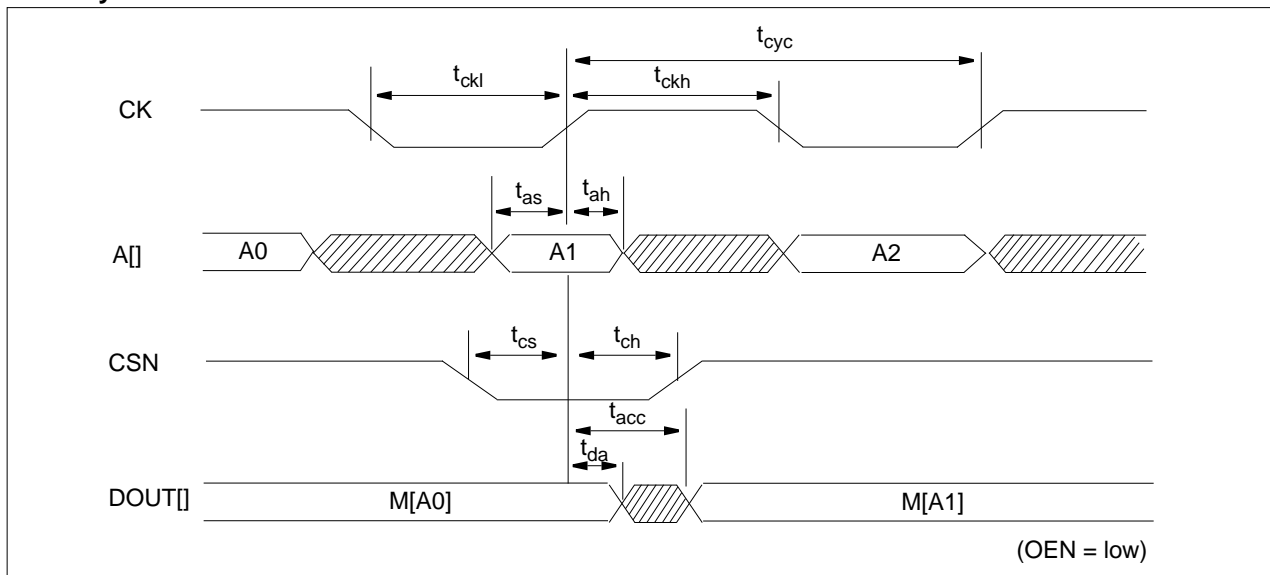 t_cyc
t_ckl
t_ckh
CK
t_as
t_ah
A[]
A0
A1
A2
t_cs
t_ch
CSN
t_acc
t_da
DOUT[]
M[A0]
M[A1]
(OEN = low)